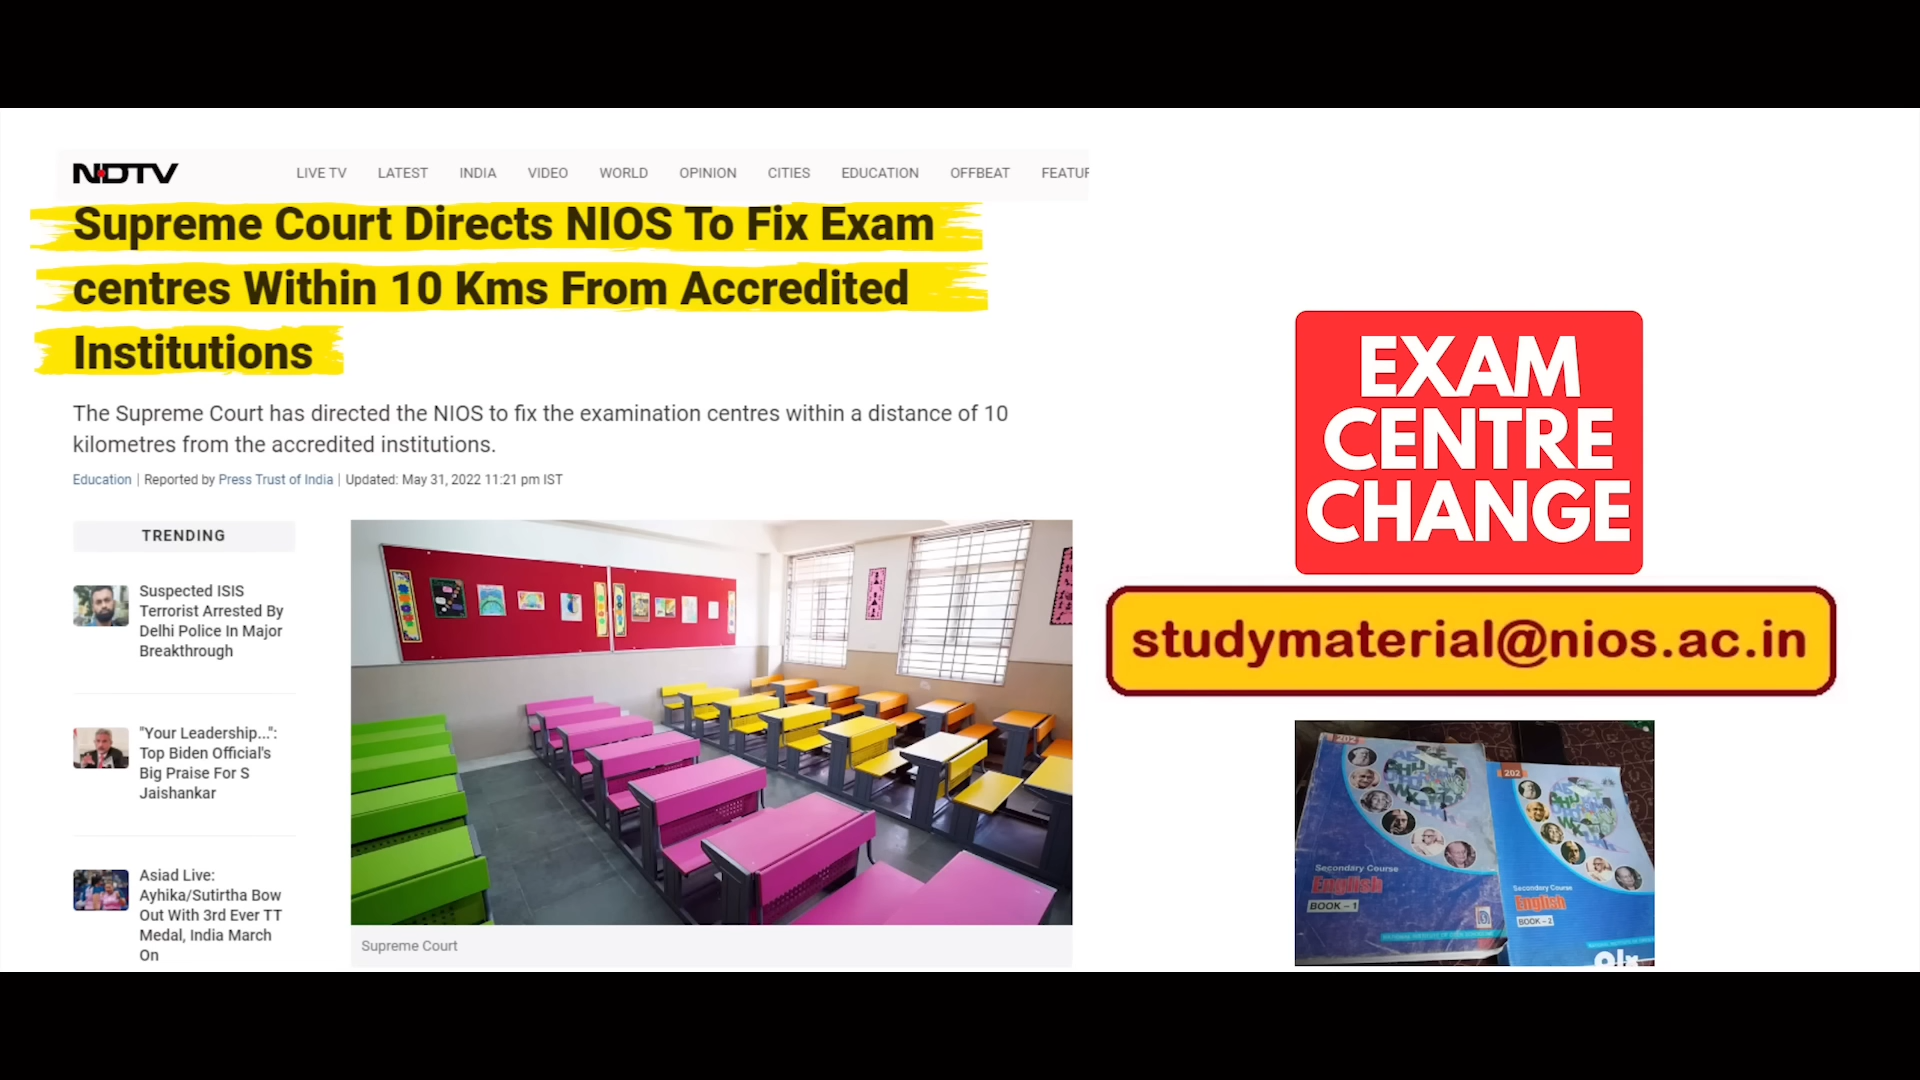 NDTV
LIVE TV LATEST INDIA VIDEO WORLD OPINION CITIES EDUCATION OFFBEAT FEATUR
Supreme Court Directs NIOS To Fix Exam
centres Within 10 Kms From Accredited
Institutions
The Supreme Court has directed the NIOS to fix the examination centres within a distance of 10
kilometres from the accredited institutions.
Education | Reported by Press Trust of India | Updated: May 31, 2022 11:21 pm IST
TRENDING
Suspected ISIS
Terrorist Arrested By
Delhi Police In Major
Breakthrough
"Your Leadership...":
Top Biden Official's
Big Praise For S
Jaishankar
Asiad Live:
Ayhika/Sutirtha Bow
Out With 3rd Ever TT
Medal, India March
On
Supreme Court
EXAM
CENTRE
CHANGE
studymaterial@nios.ac.in
202
Secondary Course
English
BOOK - 1
202
Secondary Course
English
BOOK - 2
olx